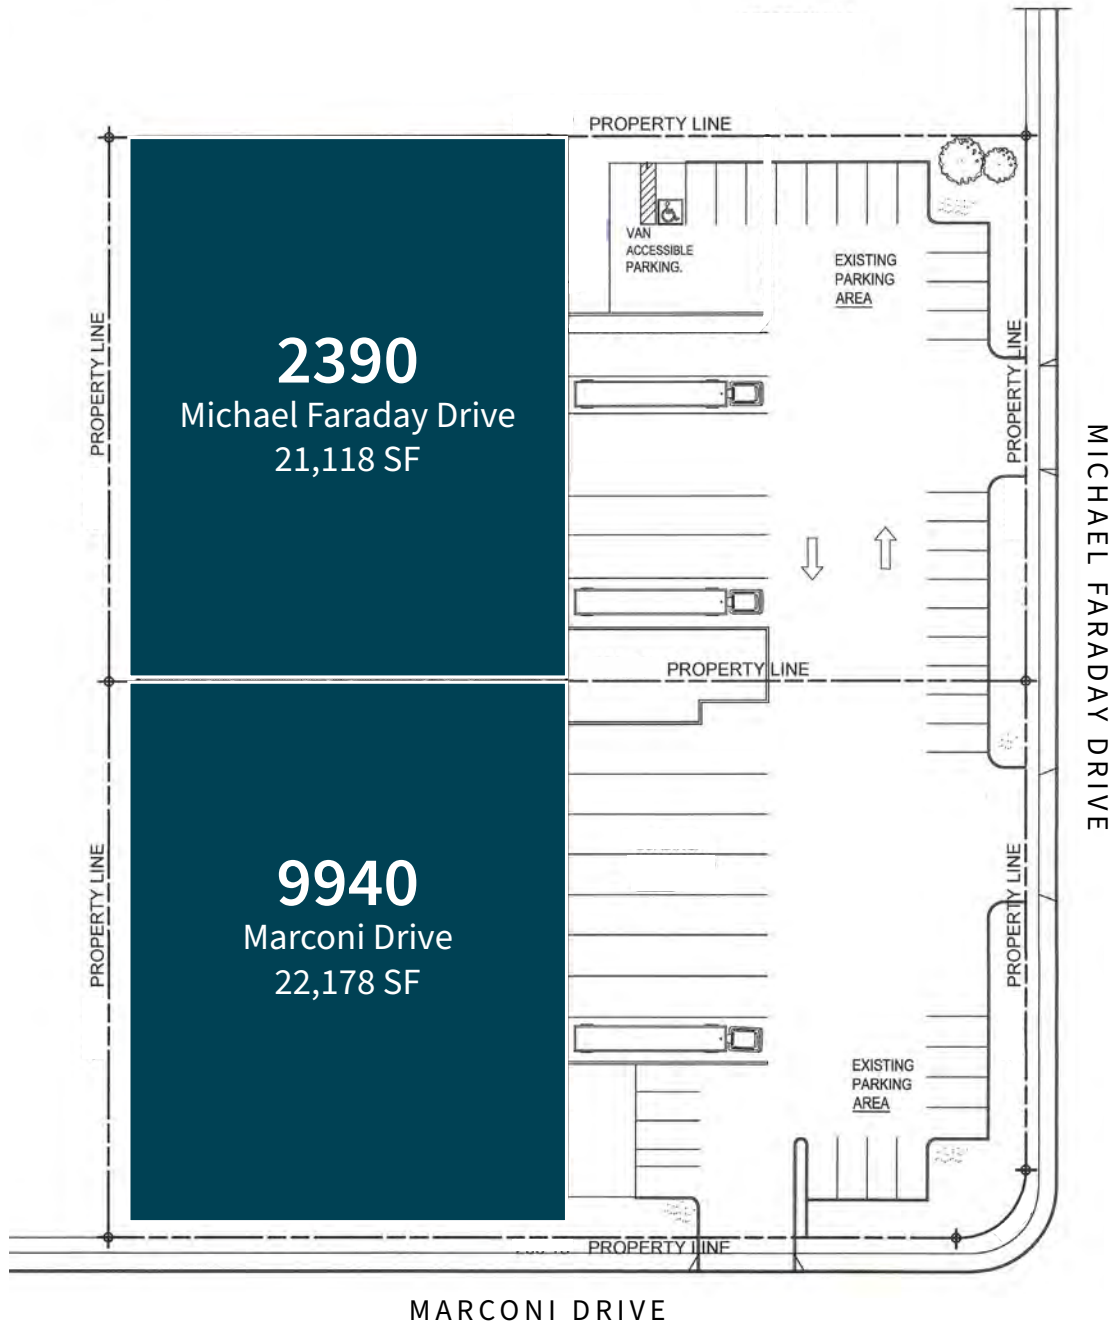 PROPERTY LINE
VAN
ACCESSIBLE
PARKING.
EXISTING
PARKING
AREA
PROPERTY LINE
2390
Michael Faraday Drive
21,118 SF
PROPERTY LINE
MICHAEL FARADAY DRIVE
PROPERTY LINE
9940
Marconi Drive
22,178 SF
PROPERTY LINE
PROPERTY LINE
EXISTING
PARKING
AREA
PROPERTY LINE
MARCONI DRIVE